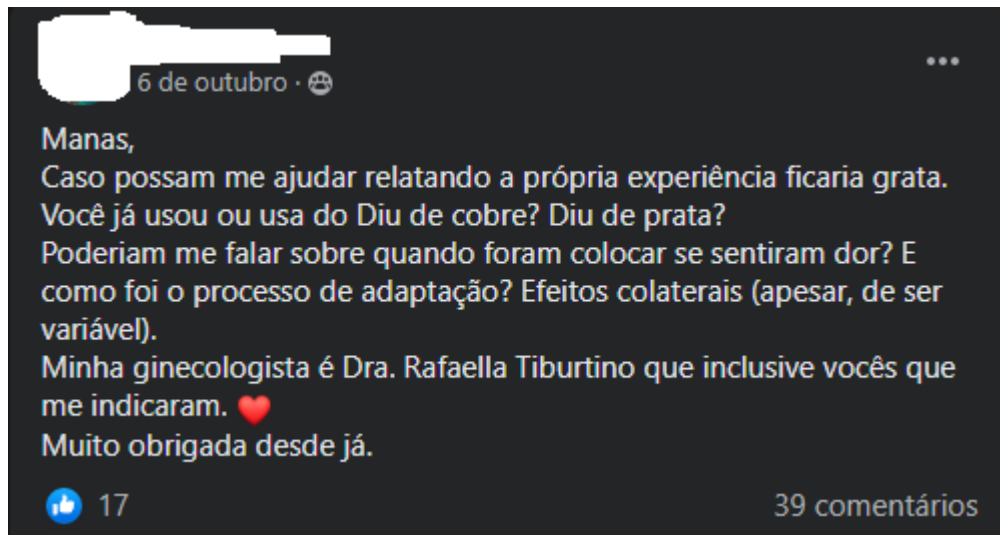 6 de outubro ·
Manas,
Caso possam me ajudar relatando a própria experiência ficaria grata.
Você já usou ou usa do Diu de cobre? Diu de prata?
Poderiam me falar sobre quando foram colocar se sentiram dor? E
como foi o processo de adaptação? Efeitos colaterais (apesar, de ser
variável).
Minha ginecologista é Dra. Rafaella Tiburtino que inclusive vocês que
me indicaram. ❤️
Muito obrigada desde já.
17 39 comentários